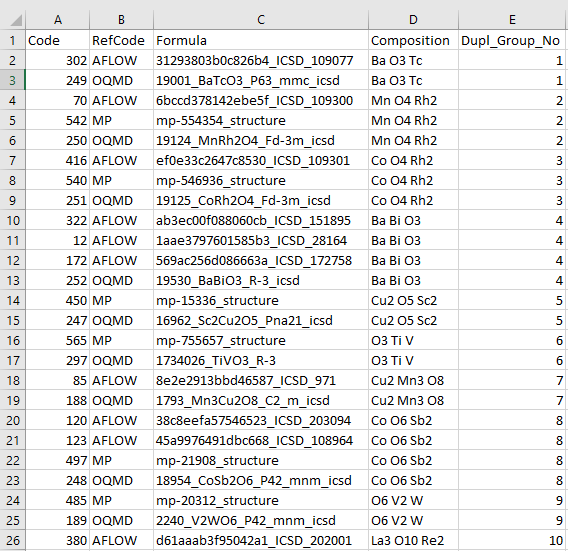 A B C D E
1 Code RefCode Formula Composition Dupl_Group_No
2 302 AFLOW 31293803b0c826b4_ICSD_109077 Ba O3 Tc 1
3 249 OQMD 19001_BaTcO3_P63_mmc_icsd Ba O3 Tc 1
4 70 AFLOW 6bccd378142ebe5f_ICSD_109300 Mn O4 Rh2 2
5 542 MP mp-554354_structure Mn O4 Rh2 2
6 250 OQMD 19124_MnRh2O4_Fd-3m_icsd Mn O4 Rh2 2
7 416 AFLOW ef0e33c2647c8530_ICSD_109301 Co O4 Rh2 3
8 540 MP mp-546936_structure Co O4 Rh2 3
9 251 OQMD 19125_CoRh2O4_Fd-3m_icsd Co O4 Rh2 3
10 322 AFLOW ab3ec00f088060cb_ICSD_151895 Ba Bi O3 4
11 12 AFLOW 1aae3797601585b3_ICSD_28164 Ba Bi O3 4
12 172 AFLOW 569ac256d086663a_ICSD_172758 Ba Bi O3 4
13 252 OQMD 19530_BaBiO3_R-3_icsd Ba Bi O3 4
14 450 MP mp-15336_structure Cu2 O5 Sc2 5
15 247 OQMD 16962_Sc2Cu2O5_Pna21_icsd Cu2 O5 Sc2 5
16 565 MP mp-755657_structure O3 Ti V 6
17 297 OQMD 1734026_TiVO3_R-3 O3 Ti V 6
18 85 AFLOW 8e2e2913bbd46587_ICSD_971 Cu2 Mn3 O8 7
19 188 OQMD 1793_Mn3Cu2O8_C2_m_icsd Cu2 Mn3 O8 7
20 120 AFLOW 38c8eefa57546523_ICSD_203094 Co O6 Sb2 8
21 123 AFLOW 45a9976491dbc668_ICSD_108964 Co O6 Sb2 8
22 497 MP mp-21908_structure Co O6 Sb2 8
23 248 OQMD 18954_CoSb2O6_P42_mnm_icsd Co O6 Sb2 8
24 485 MP mp-20312_structure O6 V2 W 9
25 189 OQMD 2240_V2WO6_P42_mnm_icsd O6 V2 W 9
26 380 AFLOW d61aaab3f95042a1_ICSD_202001 La3 O10 Re2 10